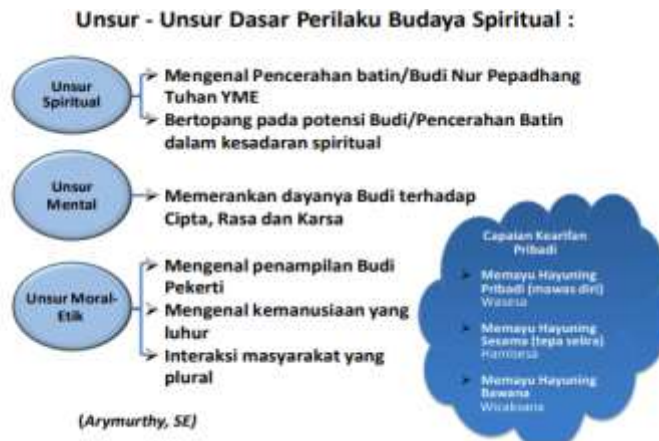 Unsur - Unsur Dasar Perilaku Budaya Spiritual :
Unsur
Spiritual
➤ Mengenal Pencerahan batin/Budi Nur Pepadhang
Tuhan YME
➤ Bertopang pada potensi Budi/Pencerahan Batin
dalam kesadaran spiritual
Unsur
Mental
➤ Memerankan dayanya Budi terhadap
Cipta, Rasa dan Karsa
Unsur Moral-
Etik
➤ Mengenal penampilan Budi
Pekerti
➤ Mengenal kemanusiaan yang
luhur
➤ Interaksi masyarakat yang
plural
Capaian Kearifan
Pribadi
➤ Memayu Hayuning
Pribadi (mawas diri)
Wasesa
➤ Memayu Hayuning
Sesama (tepa selira)
➤ Memayu Hayuning
Bawana
Wicaksana
(Arymurthy, SE)